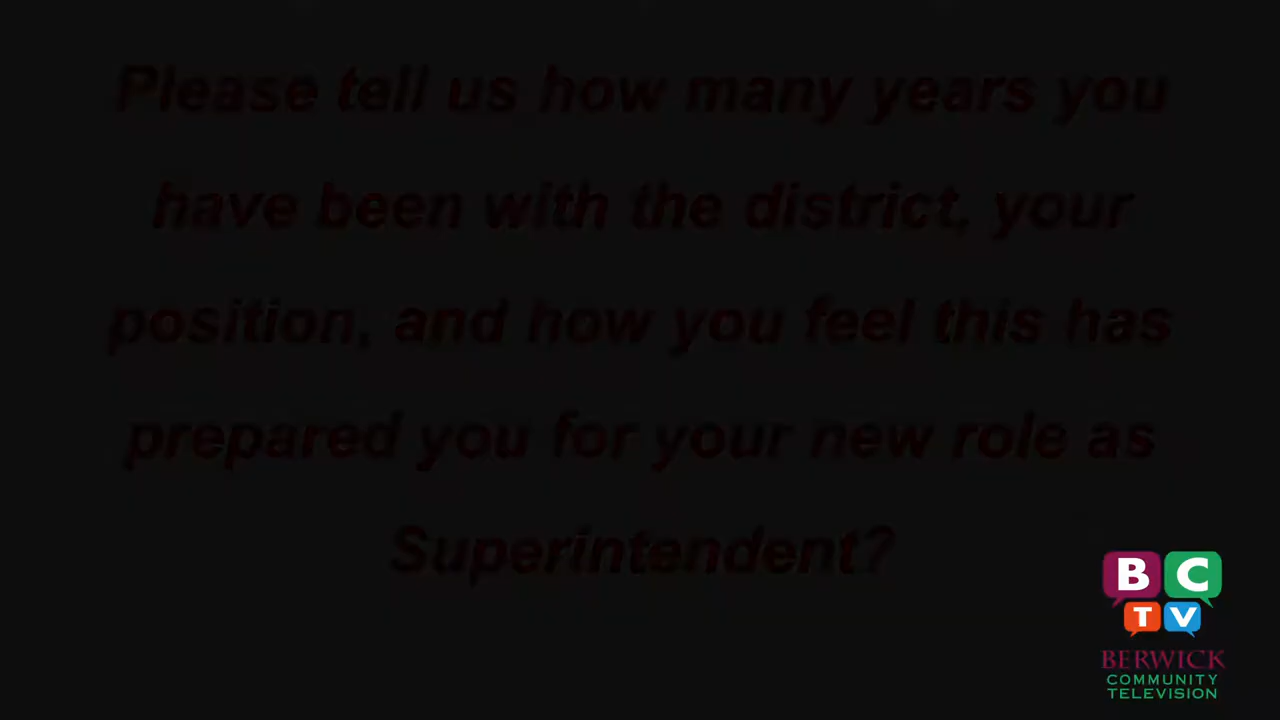 Please tell us how many years you
have been with the district, your
position, and how you feel this has
prepared you for your new role as
Superintendent?
B C
T V
BERWICK
COMMUNITY
TELEVISION